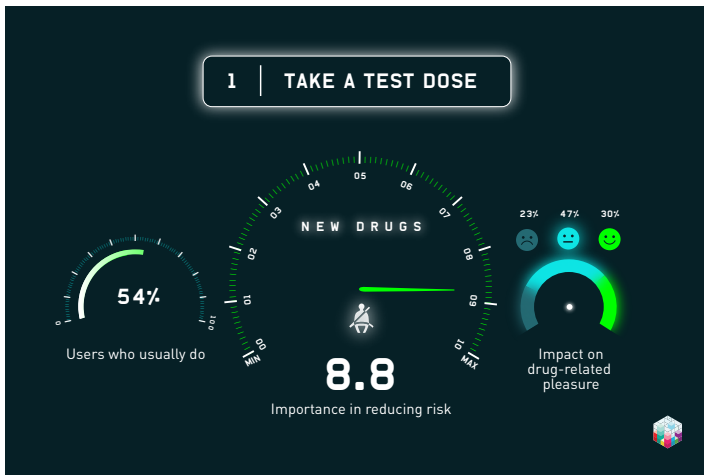 1 | TAKE A TEST DOSE
NEW DRUGS
MIN
00
01
02
03
04
05
06
07
08
09
10
MAX
8.8
Importance in reducing risk
0
54%
100
Users who usually do
23% 47% 30%
Impact on
drug-related
pleasure